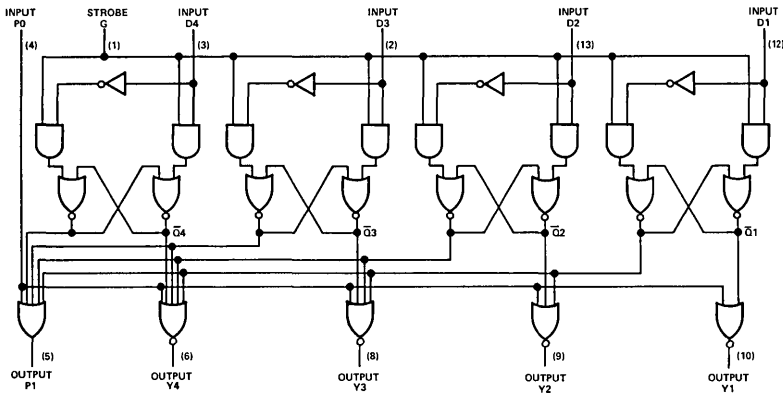 INPUT P0
STROBE G
INPUT D4
INPUT D3
INPUT D2
INPUT D1
(4)
(1)
(3)
(2)
(13)
(12)
Q̅4
Q̅3
Q̅2
Q̅1
(5)
(6)
(8)
(9)
(10)
OUTPUT P1
OUTPUT Y4
OUTPUT Y3
OUTPUT Y2
OUTPUT Y1